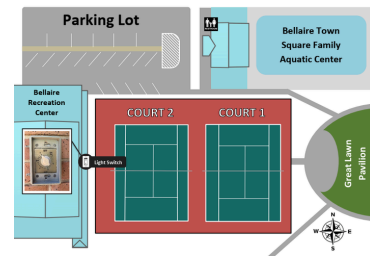 Parking Lot
Bellaire Town
Square Family
Aquatic Center
Bellaire
Recreation
Center
COURT 2
COURT 1
Light Switch
Great Lawn
Pavilion
N
W
E
S